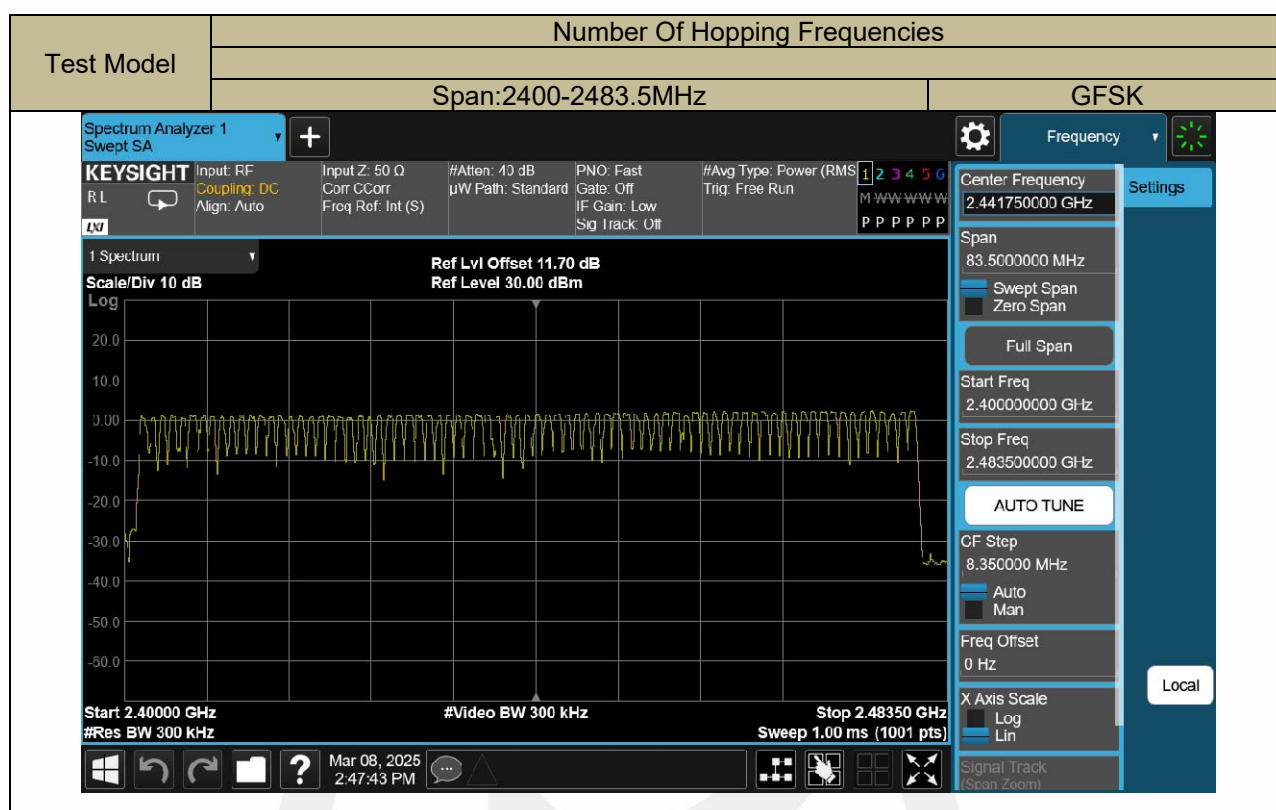 Test Model
Number Of Hopping Frequencies
Span:2400-2483.5MHz
GFSK
Spectrum Analyzer 1
Swept SA
+
Frequency
KEYSIGHT
RL
LXI
Input: RF
Coupling: DC
Align: Auto
Input Z: 50 Ω
Corr CCorr
Freq Ref: Int (S)
#Atten: 40 dB
µW Path: Standard
PNO: Fast
Gate: Off
IF Gain: Low
Sig Track: Off
#Avg Type: Power (RMS
Trig: Free Run
1 2 3 4 5 6
M W W W W W
P P P P P P
1 Spectrum
Scale/Div 10 dB
Log
Ref Lvl Offset 11.70 dB
Ref Level 30.00 dBm
20.0
10.0
0.00
-10.0
-20.0
-30.0
-40.0
-50.0
-60.0
Start 2.40000 GHz
#Video BW 300 kHz
Stop 2.48350 GHz
#Res BW 300 kHz
Sweep 1.00 ms (1001 pts)
Center Frequency
2.441750000 GHz
Settings
Span
83.5000000 MHz
Swept Span
Zero Span
Full Span
Start Freq
2.400000000 GHz
Stop Freq
2.483500000 GHz
AUTO TUNE
CF Step
8.350000 MHz
Auto
Man
Freq Offset
0 Hz
X Axis Scale
Log
Lin
Local
Signal Track
(Span Zoom)
?
Mar 08, 2025
2:47:43 PM